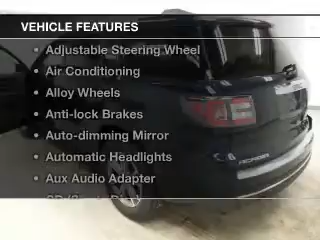 VEHICLE FEATURES
• Adjustable Steering Wheel
• Air Conditioning
• Alloy Wheels
• Anti-lock Brakes
• Auto-dimming Mirror
• Automatic Headlights
• Aux Audio Adapter